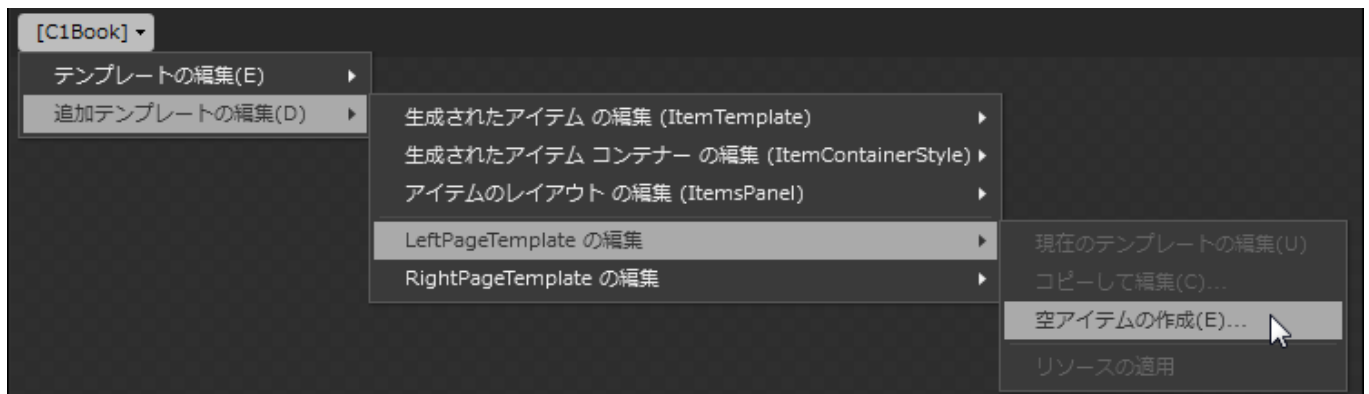 [C1Book]
テンプレートの編集(E)
追加テンプレートの編集(D)
生成されたアイテム の編集 (ItemTemplate)
生成されたアイテム コンテナー の編集 (ItemContainerStyle)
アイテムのレイアウト の編集 (ItemsPanel)
LeftPageTemplate の編集
RightPageTemplate の編集
現在のテンプレートの編集(U)
コピーして編集(C)...
空アイテムの作成(E)...
リソースの適用